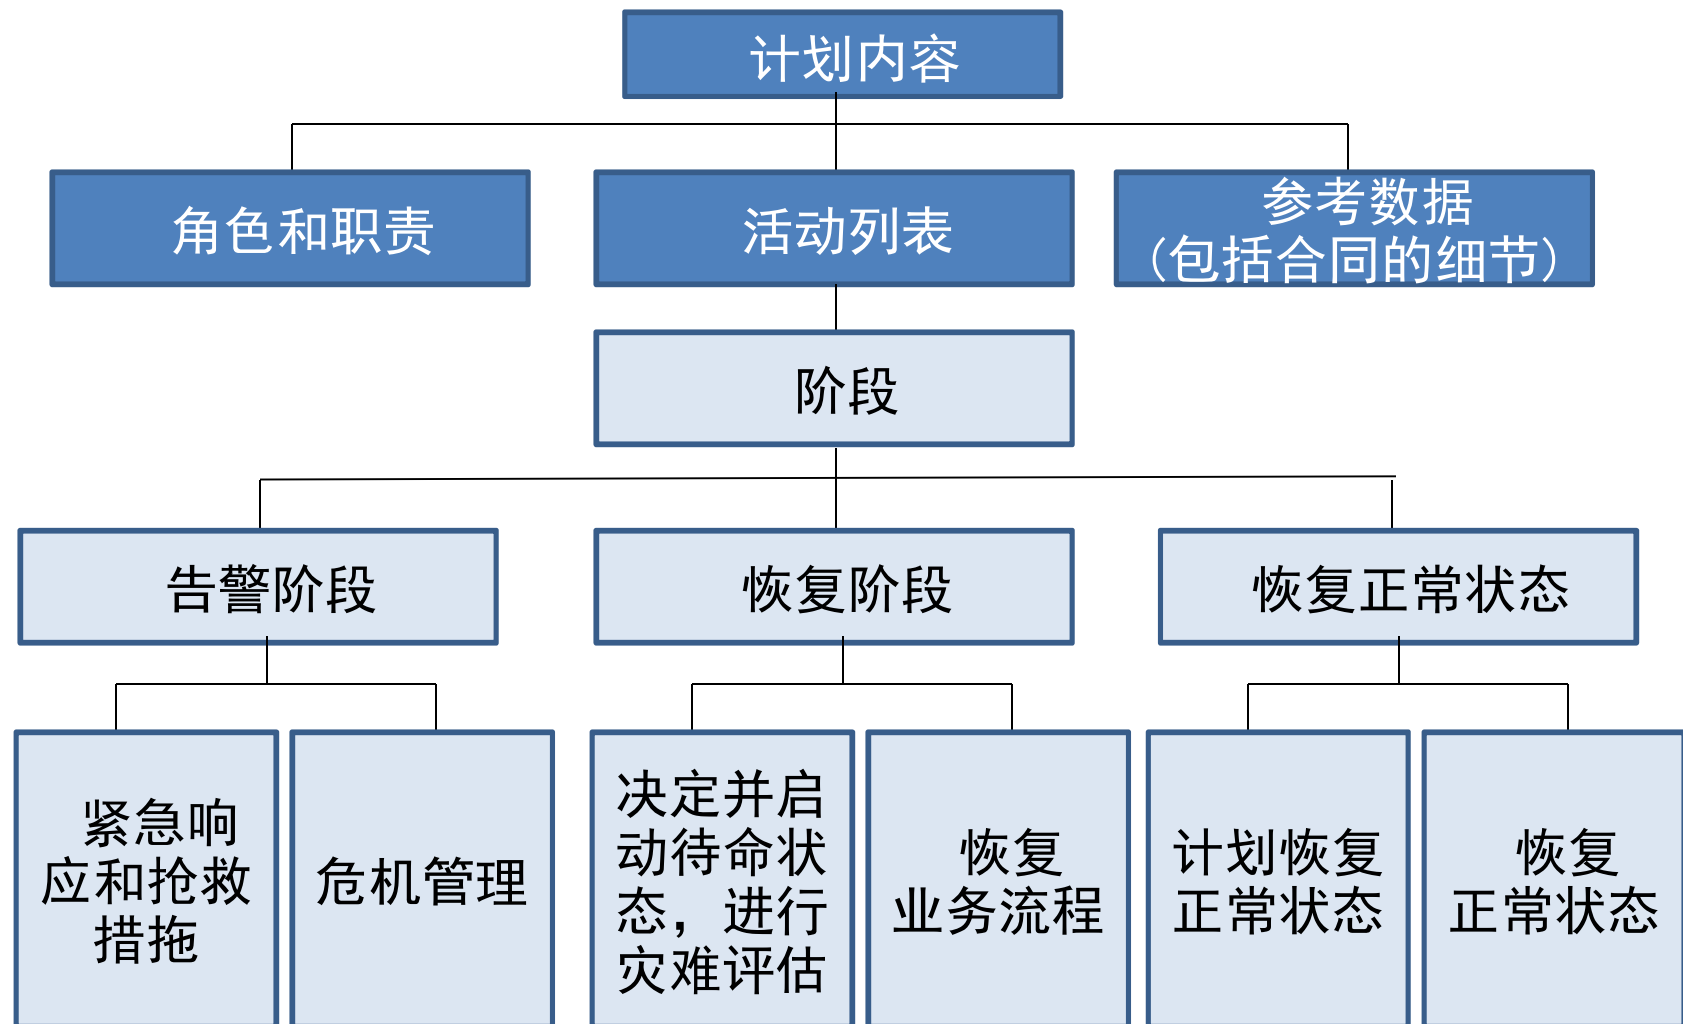 计划内容
角色和职责
活动列表
参考数据
（包括合同的细节）
阶段
告警阶段
恢复阶段
恢复正常状态
紧急响
应和抢救
措拖
危机管理
决定并启
动待命状
态，进行
灾难评估
恢复
业务流程
计划恢复
正常状态
恢复
正常状态